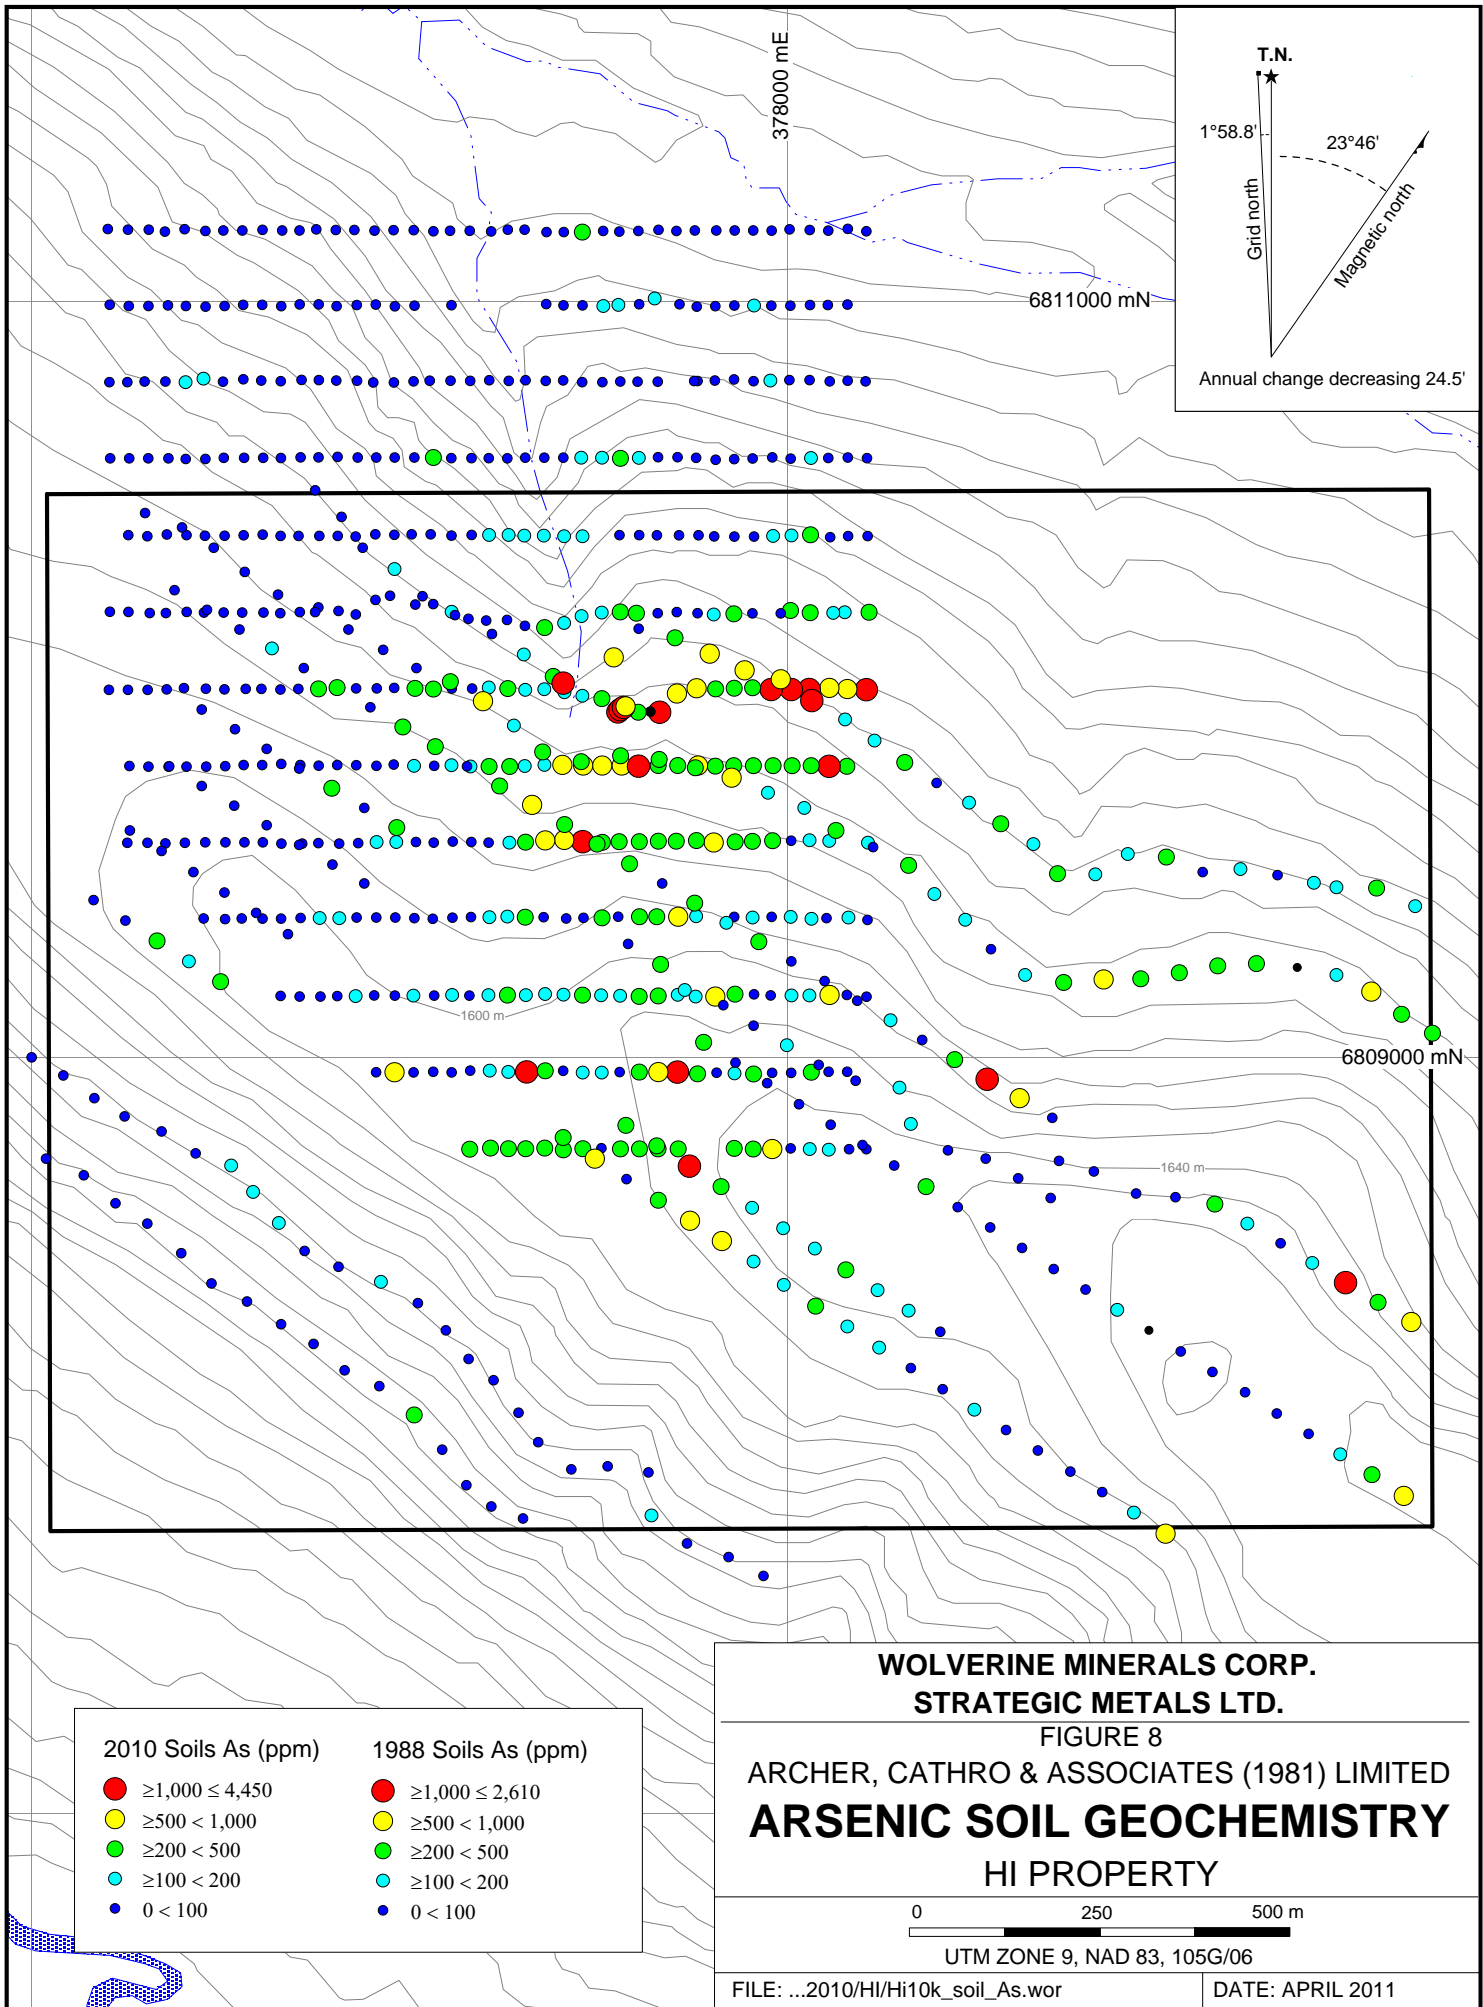 378000 mE
T.N.
1°58.8'
23°46'
Grid north
Magnetic north
Annual change decreasing 24.5'
6811000 mN
1600 m
6809000 mN
1640 m
2010 Soils As (ppm)
≥1,000 ≤ 4,450
≥500 < 1,000
≥200 < 500
≥100 < 200
0 < 100
1988 Soils As (ppm)
≥1,000 ≤ 2,610
≥500 < 1,000
≥200 < 500
≥100 < 200
0 < 100
WOLVERINE MINERALS CORP.
STRATEGIC METALS LTD.
FIGURE 8
ARCHER, CATHRO & ASSOCIATES (1981) LIMITED
ARSENIC SOIL GEOCHEMISTRY
HI PROPERTY
0 250 500 m
UTM ZONE 9, NAD 83, 105G/06
FILE: ...2010/HI/Hi10k_soil_As.wor
DATE: APRIL 2011